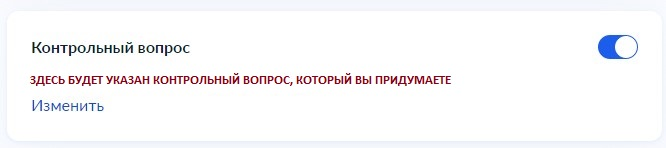 Контрольный вопрос
ЗДЕСЬ БУДЕТ УКАЗАН КОНТРОЛЬНЫЙ ВОПРОС, КОТОРЫЙ ВЫ ПРИДУМАЕТЕ
Изменить